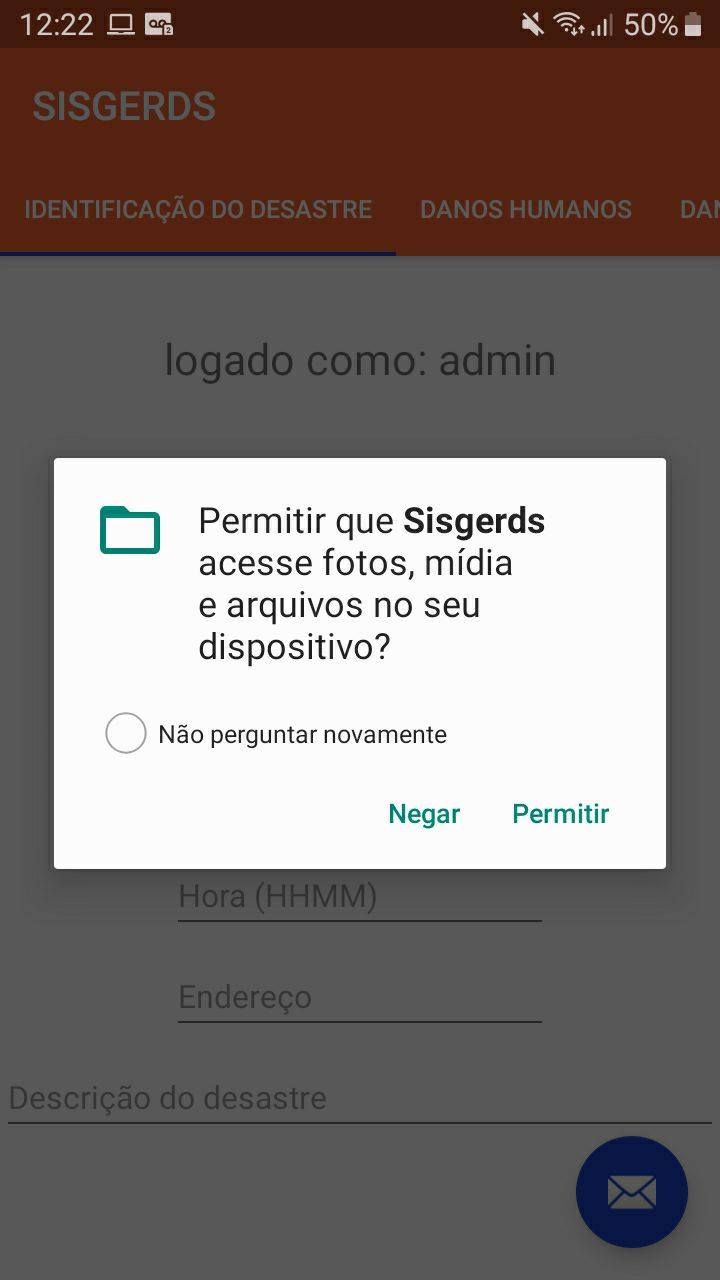 12:22
50%
SISGERDS
IDENTIFICAÇÃO DO DESASTRE DANOS HUMANOS DAN
logado como: admin
Permitir que Sisgerds
acesse fotos, mídia
e arquivos no seu
dispositivo?
Não perguntar novamente
Negar Permitir
Hora (HHMM)
Endereço
Descrição do desastre